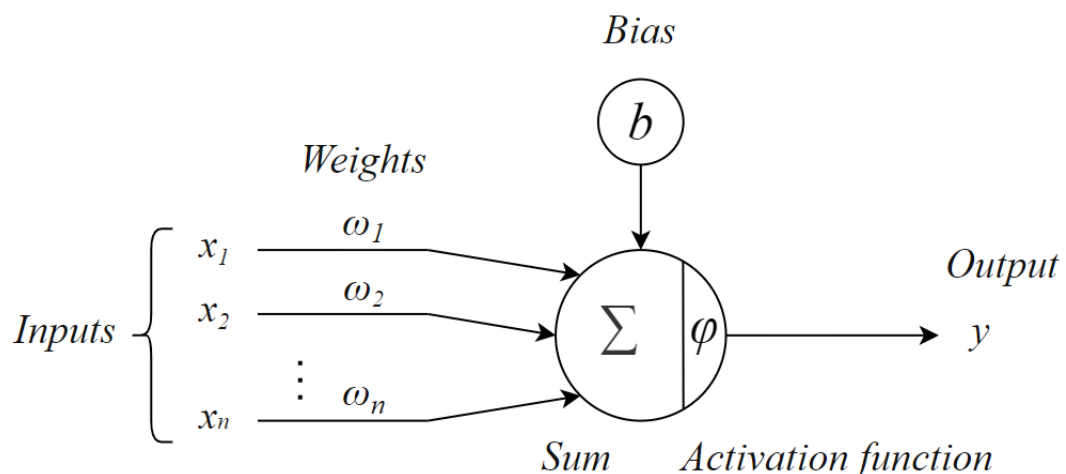 Bias
b
Weights
ω1
x1
Output
ω2
x2
Inputs
Σ
φ
y
⋮
ωn
xn
Sum
Activation function